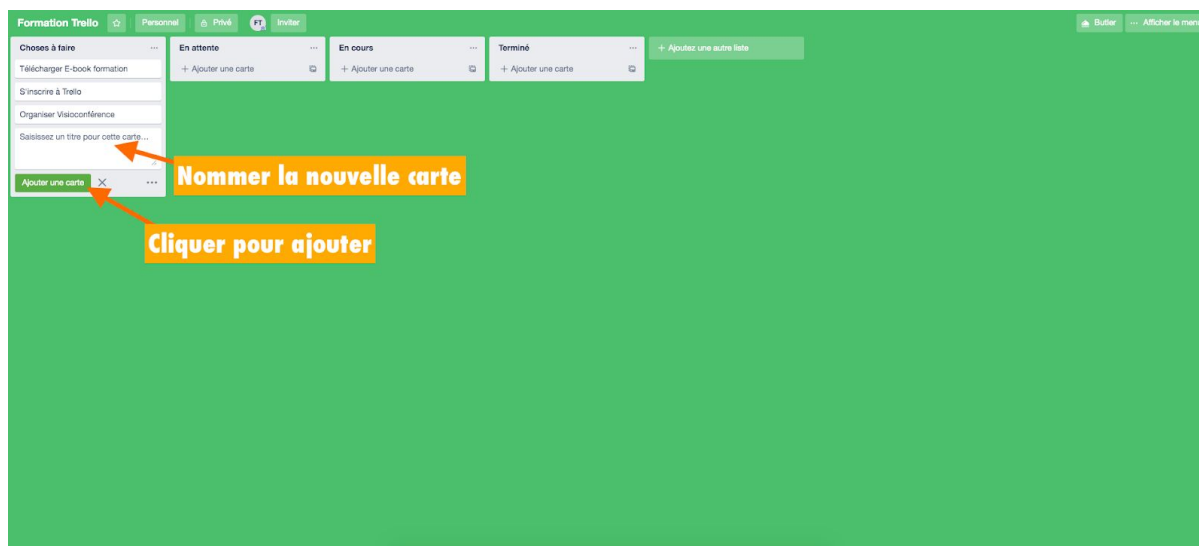 Formation Trello Personnel Privé FT Inviter Butler ... Afficher le menu
Choses à faire ...
Télécharger E-book formation
S'inscrire à Trello
Organiser Visioconférence
Saisissez un titre pour cette carte...
Ajouter une carte X ...
En attente ...
+ Ajouter une carte
En cours ...
+ Ajouter une carte
Terminé ...
+ Ajouter une carte
+ Ajoutez une autre liste
Nommer la nouvelle carte
Cliquer pour ajouter